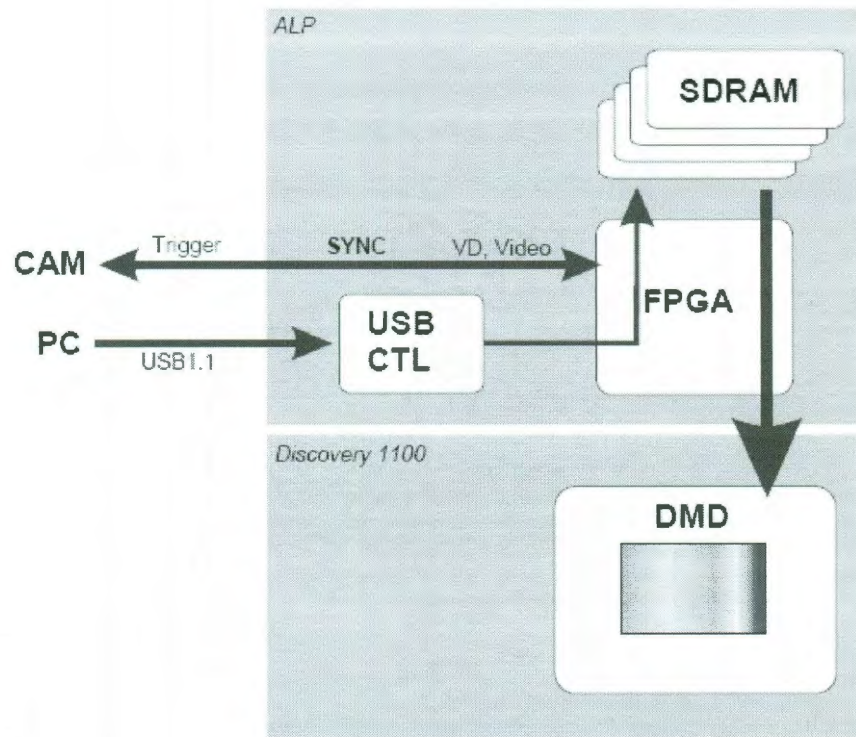 ALP
SDRAM
Trigger SYNC VD, Video
CAM
FPGA
USB
CTL
PC
USB1.1
Discovery 1100
DMD